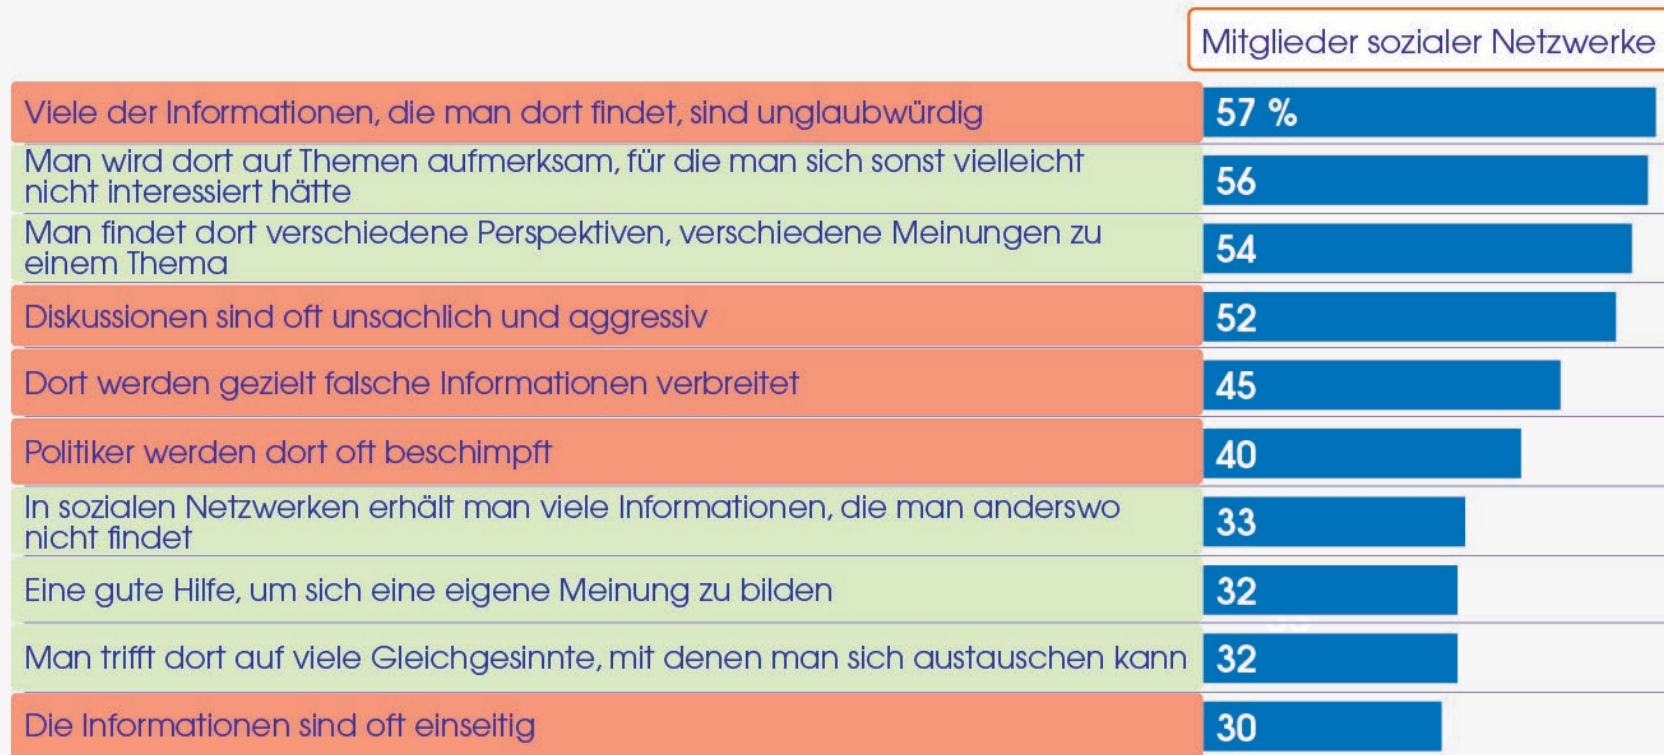 Mitglieder sozialer Netzwerke
Viele der Informationen, die man dort findet, sind unglaubwürdig
57 %
Man wird dort auf Themen aufmerksam, für die man sich sonst vielleicht
nicht interessiert hätte
56
Man findet dort verschiedene Perspektiven, verschiedene Meinungen zu
einem Thema
54
Diskussionen sind oft unsachlich und aggressiv
52
Dort werden gezielt falsche Informationen verbreitet
45
Politiker werden dort oft beschimpft
40
In sozialen Netzwerken erhält man viele Informationen, die man anderswo
nicht findet
33
Eine gute Hilfe, um sich eine eigene Meinung zu bilden
32
Man trifft dort auf viele Gleichgesinnte, mit denen man sich austauschen kann
32
Die Informationen sind oft einseitig
30